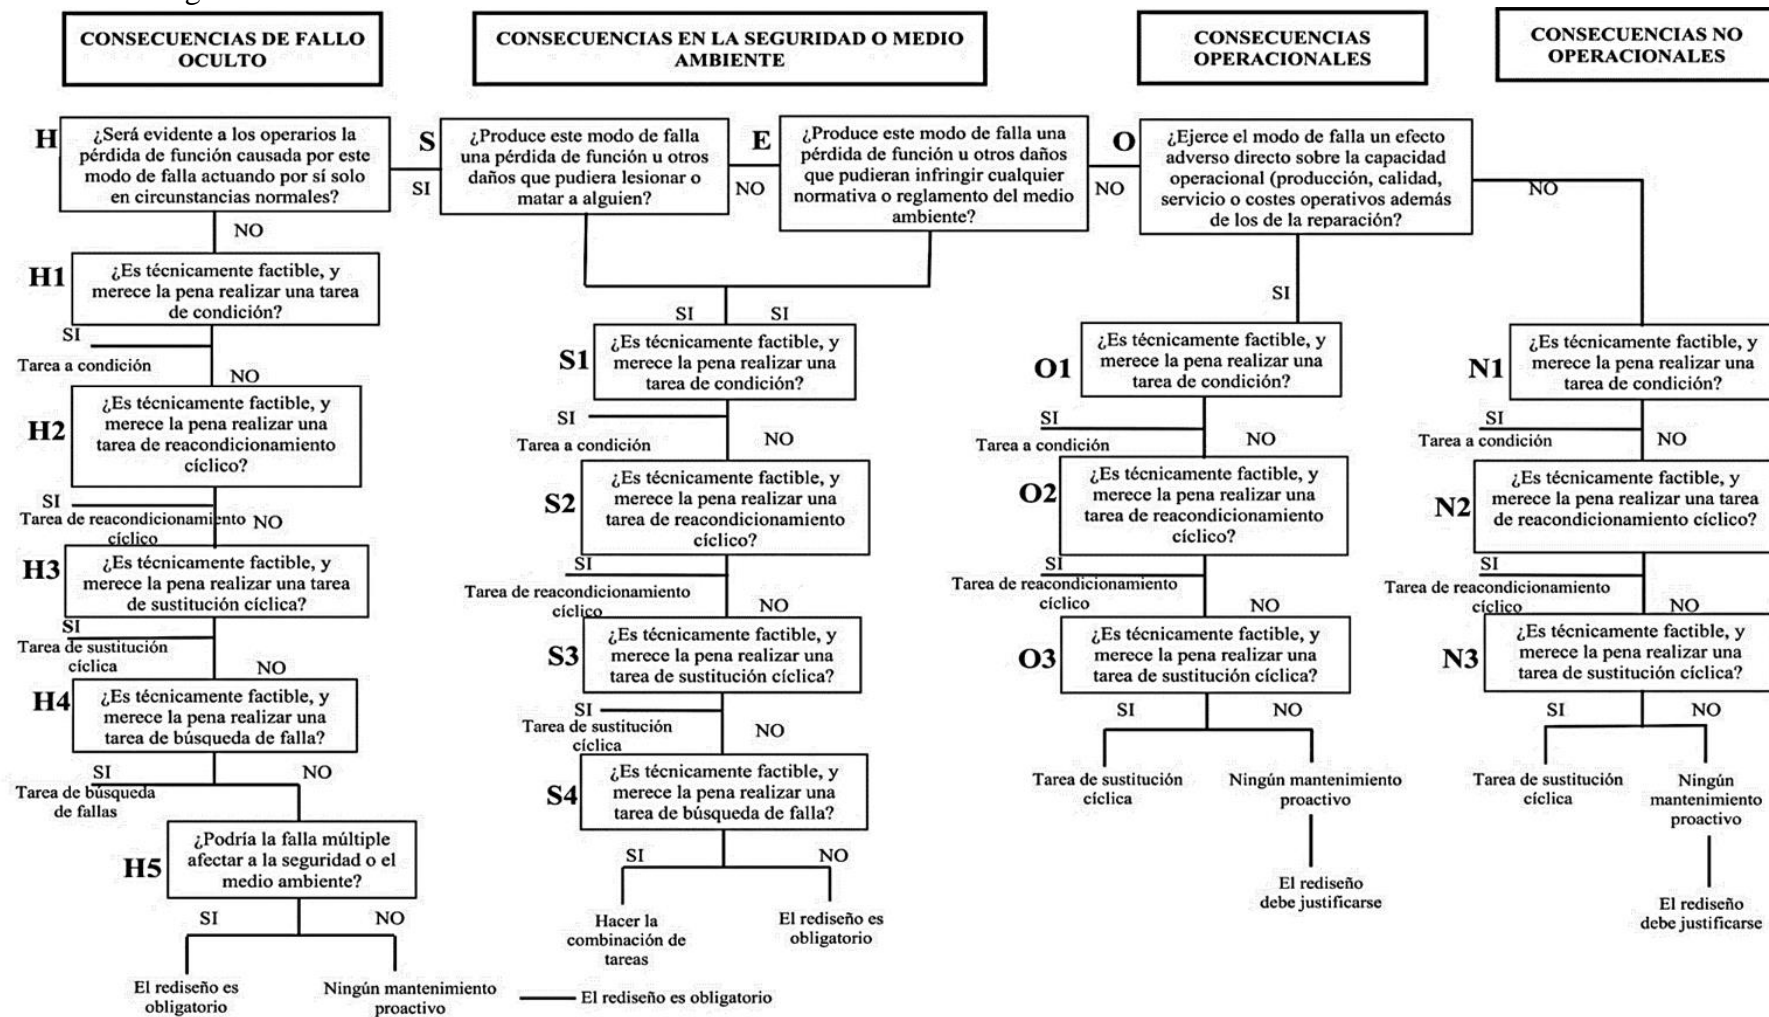 CONSECUENCIAS DE FALLO
OCULTO
CONSECUENCIAS EN LA SEGURIDAD O MEDIO
AMBIENTE
CONSECUENCIAS
OPERACIONALES
CONSECUENCIAS NO
OPERACIONALES
H
¿Será evidente a los operarios la
pérdida de función causada por este
modo de falla actuando por sí solo
en circunstancias normales?
SI
NO
S
¿Produce este modo de falla
una pérdida de función u otros
daños que pudiera lesionar o
matar a alguien?
NO
E
¿Produce este modo de falla una
pérdida de función u otros daños
que pudieran infringir cualquier
normativa o reglamento del medio
ambiente?
NO
O
¿Ejerce el modo de falla un efecto
adverso directo sobre la capacidad
operacional (producción, calidad,
servicio o costes operativos además
de los de la reparación?
NO
SI
H1
¿Es técnicamente factible, y
merece la pena realizar una tarea
de condición?
SI
Tarea a condición
NO
H2
¿Es técnicamente factible, y
merece la pena realizar una
tarea de reacondicionamiento
cíclico?
SI
Tarea de reacondicionamiento
cíclico
NO
H3
¿Es técnicamente factible, y
merece la pena realizar una tarea
de sustitución cíclica?
SI
Tarea de sustitución
cíclica
NO
H4
¿Es técnicamente factible, y
merece la pena realizar una
tarea de búsqueda de falla?
SI
NO
Tarea de búsqueda
de fallas
H5
¿Podría la falla múltiple
afectar a la seguridad o el
medio ambiente?
SI
NO
El rediseño es
obligatorio
Ningún mantenimiento
proactivo
El rediseño es obligatorio
SI
SI
S1
¿Es técnicamente factible, y
merece la pena realizar una
tarea de condición?
SI
Tarea a condición
NO
S2
¿Es técnicamente factible, y
merece la pena realizar una
tarea de reacondicionamiento
cíclico?
SI
Tarea de reacondicionamiento
cíclico
NO
S3
¿Es técnicamente factible, y
merece la pena realizar una
tarea de sustitución cíclica?
SI
Tarea de sustitución
cíclica
NO
S4
¿Es técnicamente factible, y
merece la pena realizar una
tarea de búsqueda de falla?
SI
NO
Hacer la
combinación de
tareas
El rediseño es
obligatorio
O1
¿Es técnicamente factible, y
merece la pena realizar una
tarea de condición?
SI
Tarea a condición
NO
O2
¿Es técnicamente factible, y
merece la pena realizar una
tarea de reacondicionamiento
cíclico?
SI
Tarea de reacondicionamiento
cíclico
NO
O3
¿Es técnicamente factible, y
merece la pena realizar una
tarea de sustitución cíclica?
SI
NO
Tarea de sustitución
cíclica
Ningún mantenimiento
proactivo
El rediseño
debe justificarse
N1
¿Es técnicamente factible, y
merece la pena realizar una
tarea de condición?
SI
Tarea a condición
NO
N2
¿Es técnicamente factible, y
merece la pena realizar una tarea
de reacondicionamiento cíclico?
SI
Tarea de reacondicionamiento
cíclico
NO
N3
¿Es técnicamente factible, y
merece la pena realizar una
tarea de sustitución cíclica?
SI
NO
Tarea de sustitución
cíclica
Ningún
mantenimiento
proactivo
El rediseño
debe justificarse